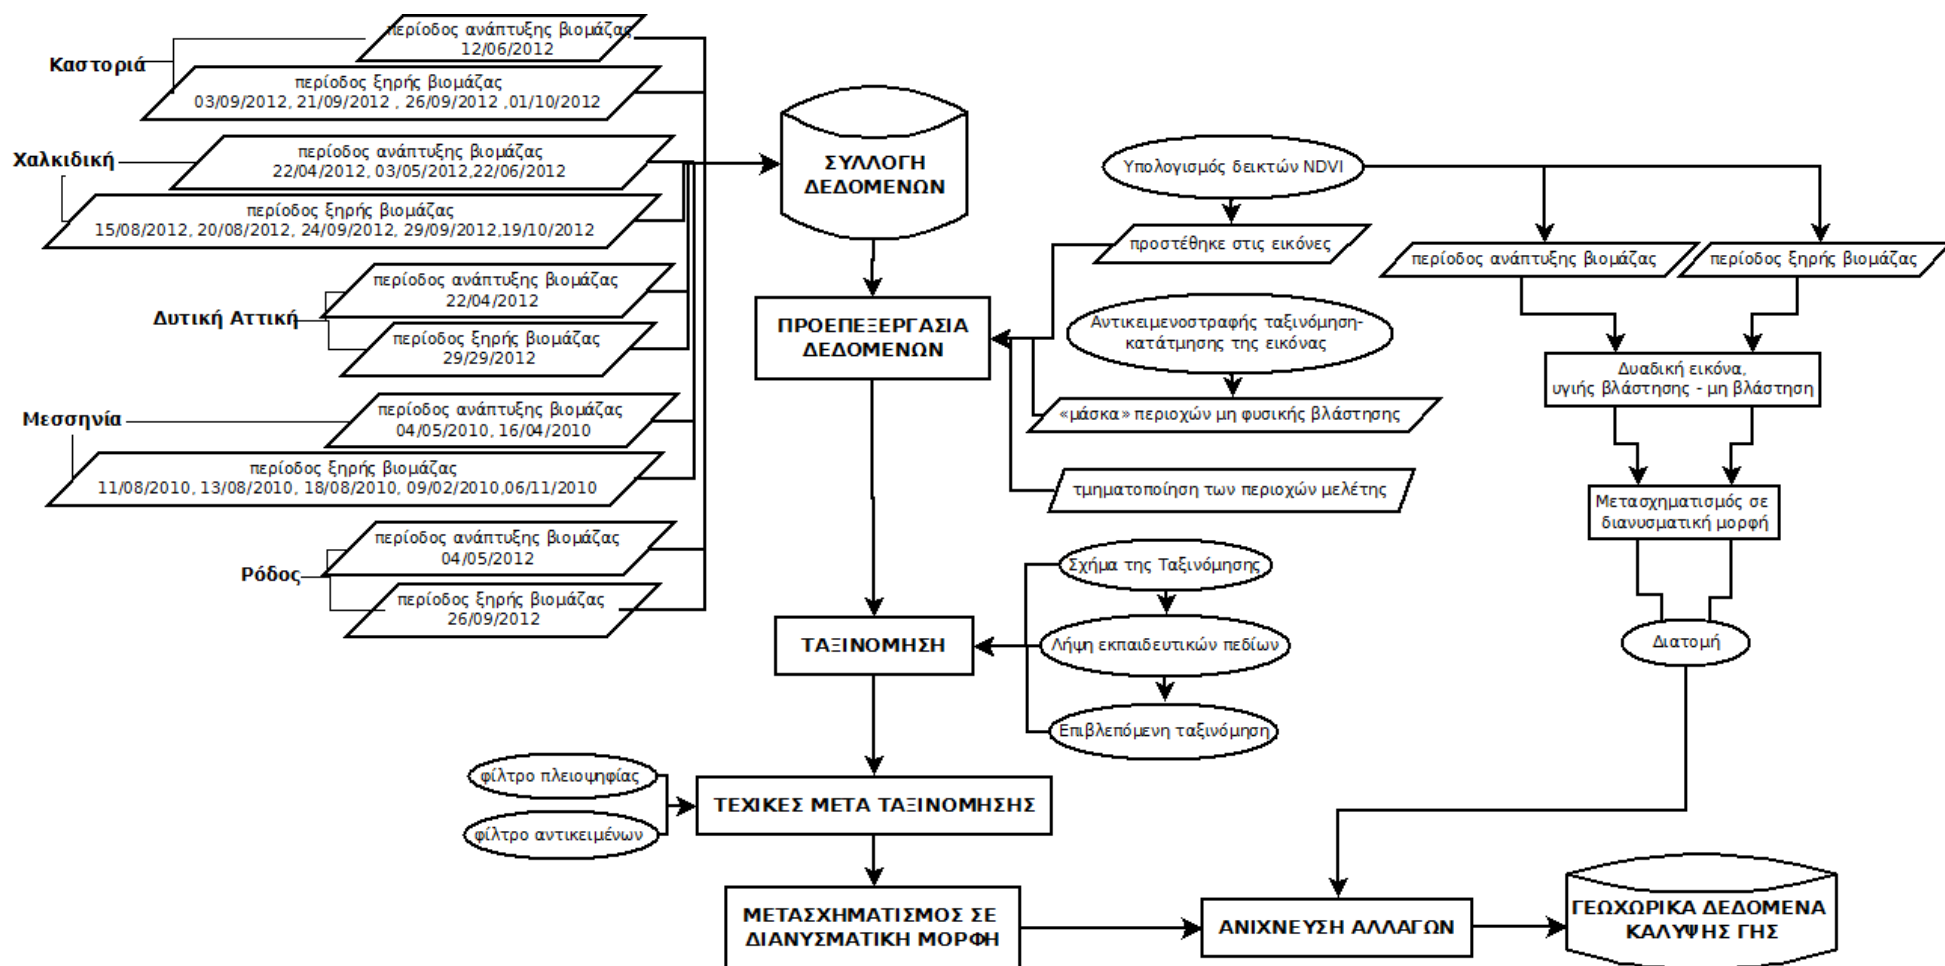 Καστοριά
περίοδος ανάπτυξης βιομάζας
12/06/2012
περίοδος ξηρής βιομάζας
03/09/2012, 21/09/2012 , 26/09/2012 ,01/10/2012
Χαλκιδική
περίοδος ανάπτυξης βιομάζας
22/04/2012, 03/05/2012,22/06/2012
περίοδος ξηρής βιομάζας
15/08/2012, 20/08/2012, 24/09/2012, 29/09/2012,19/10/2012
Δυτική Αττική
περίοδος ανάπτυξης βιομάζας
22/04/2012
περίοδος ξηρής βιομάζας
29/29/2012
Μεσσηνία
περίοδος ανάπτυξης βιομάζας
04/05/2010, 16/04/2010
περίοδος ξηρής βιομάζας
11/08/2010, 13/08/2010, 18/08/2010, 09/02/2010,06/11/2010
Ρόδος
περίοδος ανάπτυξης βιομάζας
04/05/2012
περίοδος ξηρής βιομάζας
26/09/2012
ΣΥΛΛΟΓΗ
ΔΕΔΟΜΕΝΩΝ
ΠΡΟΕΠΕΞΕΡΓΑΣΙΑ
ΔΕΔΟΜΕΝΩΝ
Υπολογισμός δεικτών NDVI
προστέθηκε στις εικόνες
Αντικειμενοστραφής ταξινόμηση-
κατάτμησης της εικόνας
«μάσκα» περιοχών μη φυσικής βλάστησης
τμηματοποίηση των περιοχών μελέτης
περίοδος ανάπτυξης βιομάζας
περίοδος ξηρής βιομάζας
Δυαδική εικόνα,
υγιής βλάστησης - μη βλάστηση
Μετασχηματισμός σε
διανυσματική μορφή
Διατομή
ΤΑΞΙΝΟΜΗΣΗ
Σχήμα της Ταξινόμησης
Λήψη εκπαιδευτικών πεδίων
Επιβλεπόμενη ταξινόμηση
φίλτρο πλειοψηφίας
φίλτρο αντικειμένων
ΤΕΧΙΚΕΣ ΜΕΤΑ ΤΑΞΙΝΟΜΗΣΗΣ
ΜΕΤΑΣΧΗΜΑΤΙΣΜΟΣ ΣΕ
ΔΙΑΝΥΣΜΑΤΙΚΗ ΜΟΡΦΗ
ΑΝΙΧΝΕΥΣΗ ΑΛΛΑΓΩΝ
ΓΕΩΧΩΡΙΚΑ ΔΕΔΟΜΕΝΑ
ΚΑΛΥΨΗΣ ΓΗΣ